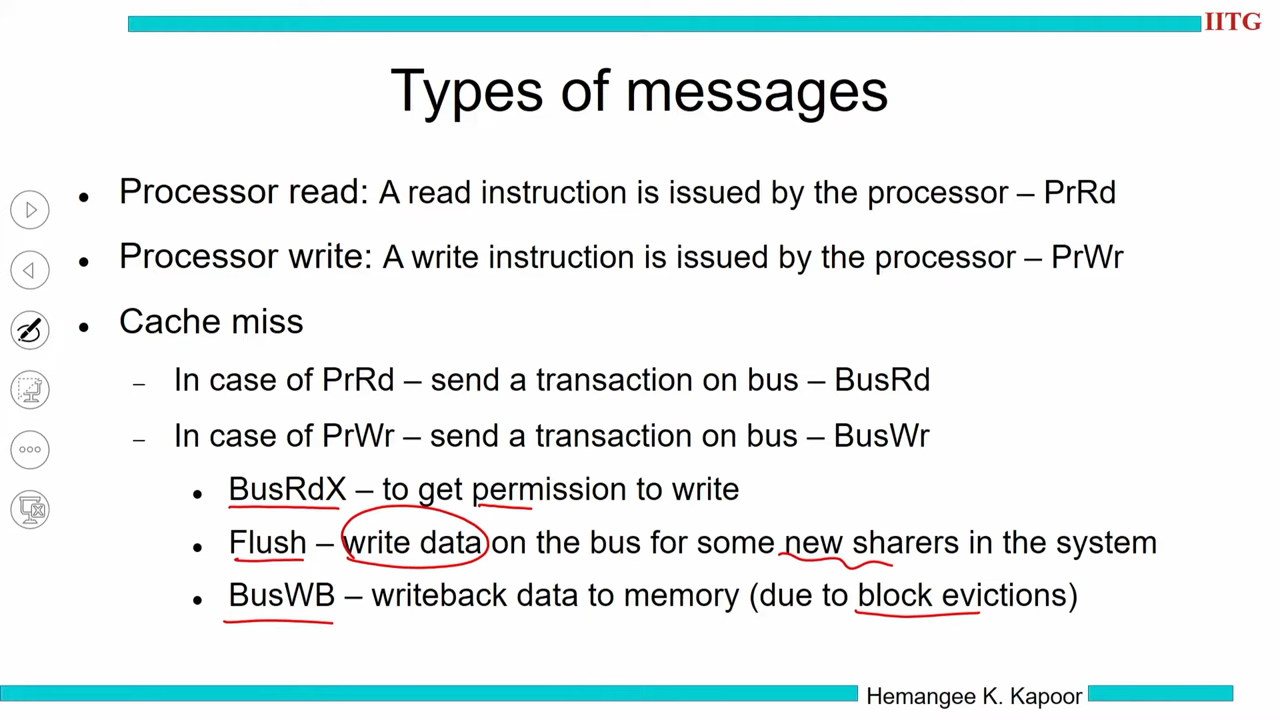 IITG
Types of messages
• Processor read: A read instruction is issued by the processor – PrRd
• Processor write: A write instruction is issued by the processor – PrWr
• Cache miss
– In case of PrRd – send a transaction on bus – BusRd
– In case of PrWr – send a transaction on bus – BusWr
• BusRdX – to get permission to write
• Flush – write data on the bus for some new sharers in the system
• BusWB – writeback data to memory (due to block evictions)
Hemangee K. Kapoor